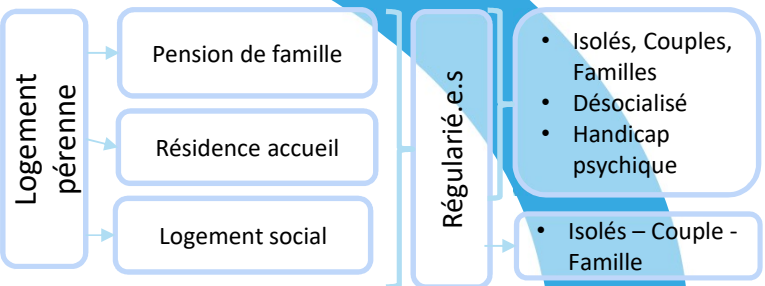 Logement
pérenne
Pension de famille
Résidence accueil
Logement social
Régularié.e.s
• Isolés, Couples,
Familles
• Désocialisé
• Handicap
psychique
• Isolés – Couple -
Famille